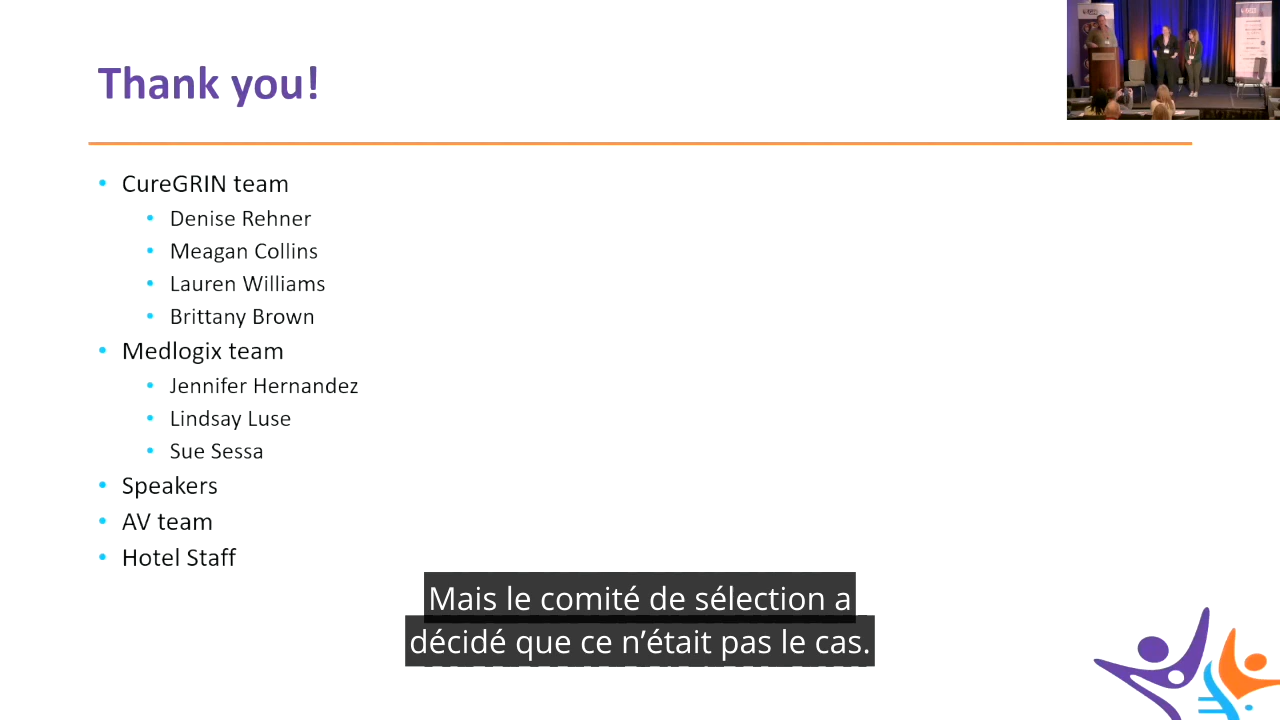 Thank you!
CureGRIN team
Denise Rehner
Meagan Collins
Lauren Williams
Brittany Brown
Medlogix team
Jennifer Hernandez
Lindsay Luse
Sue Sessa
Speakers
AV team
Hotel Staff
Mais le comité de sélection a
décidé que ce n’était pas le cas.